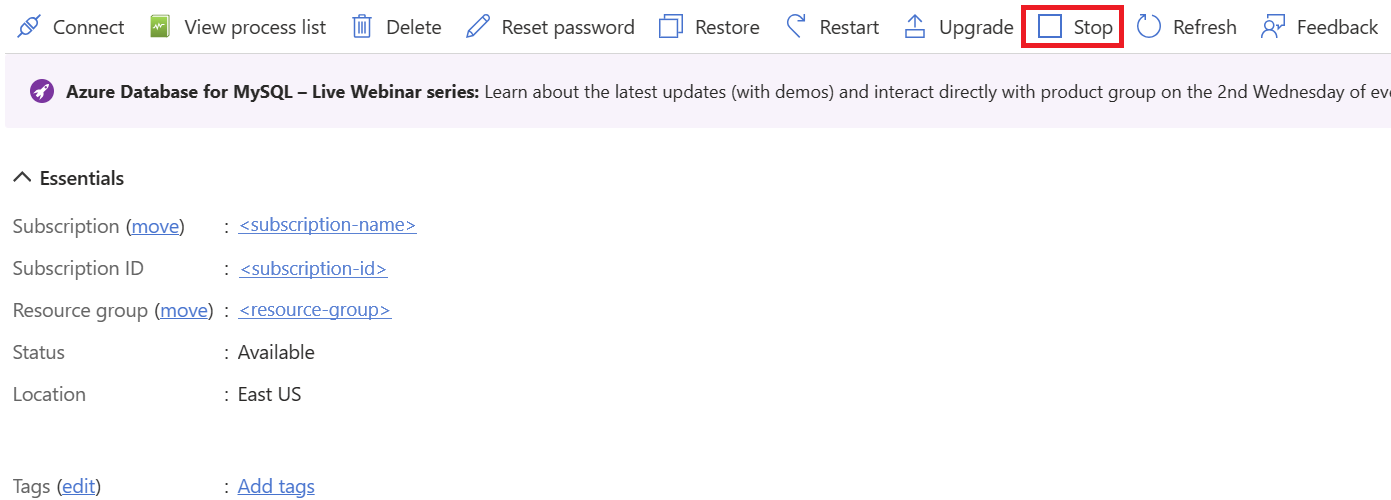 Connect View process list Delete Reset password Restore Restart Upgrade Stop Refresh Feedback
Azure Database for MySQL – Live Webinar series: Learn about the latest updates (with demos) and interact directly with product group on the 2nd Wednesday of eve
Essentials
Subscription (move) : <subscription-name>
Subscription ID : <subscription-id>
Resource group (move) : <resource-group>
Status : Available
Location : East US
Tags (edit) : Add tags